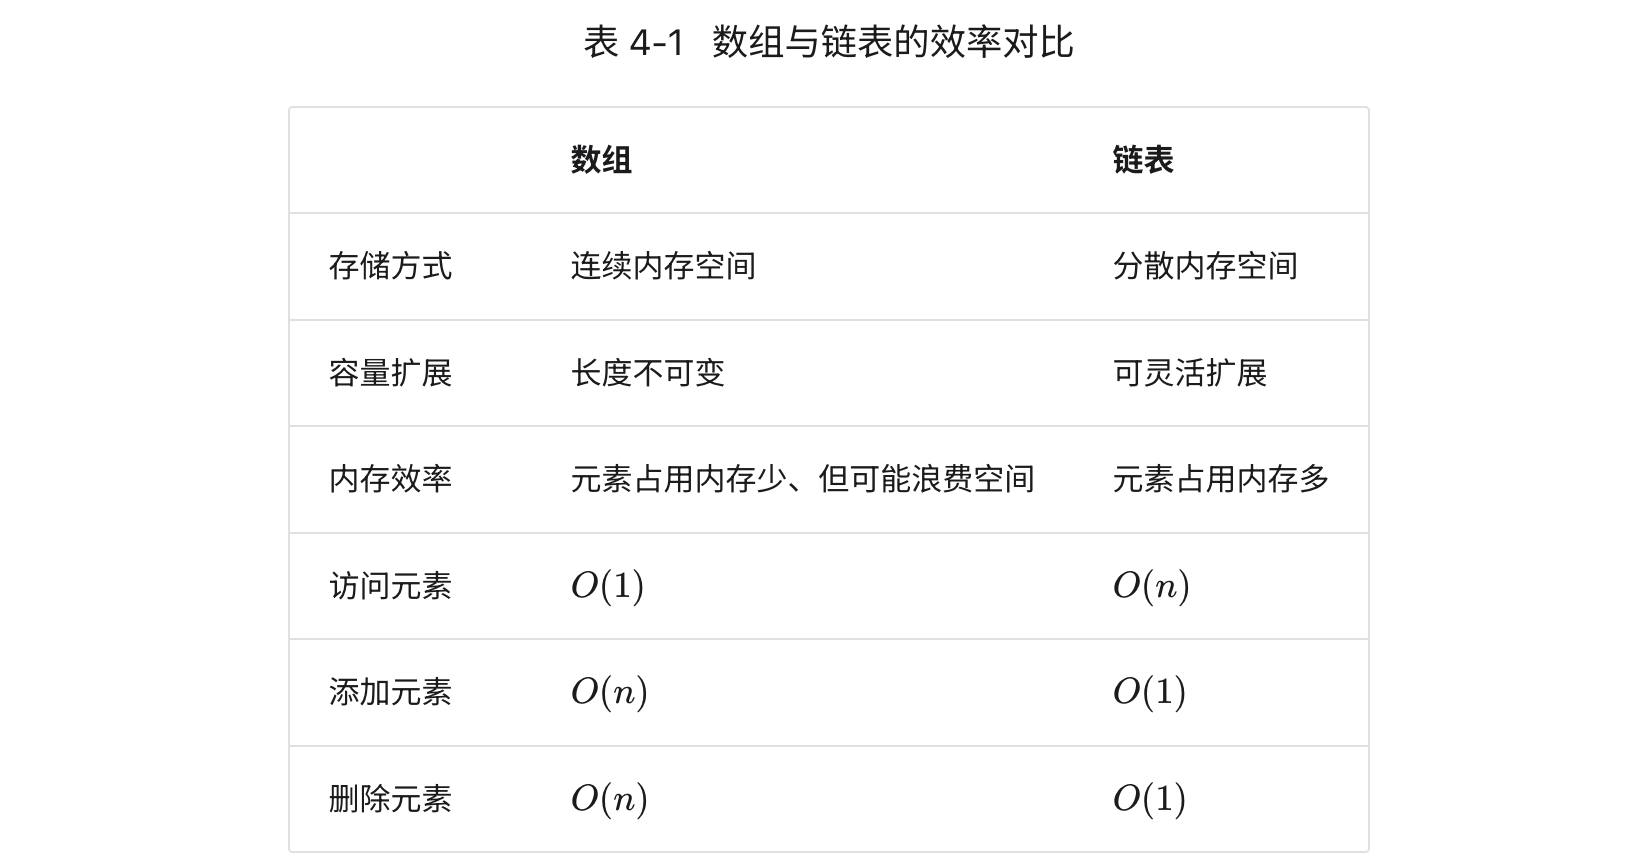 表 4-1 数组与链表的效率对比
数组 链表
存储方式 连续内存空间 分散内存空间
容量扩展 长度不可变 可灵活扩展
内存效率 元素占用内存少、但可能浪费空间 元素占用内存多
访问元素 O(1) O(n)
添加元素 O(n) O(1)
删除元素 O(n) O(1)